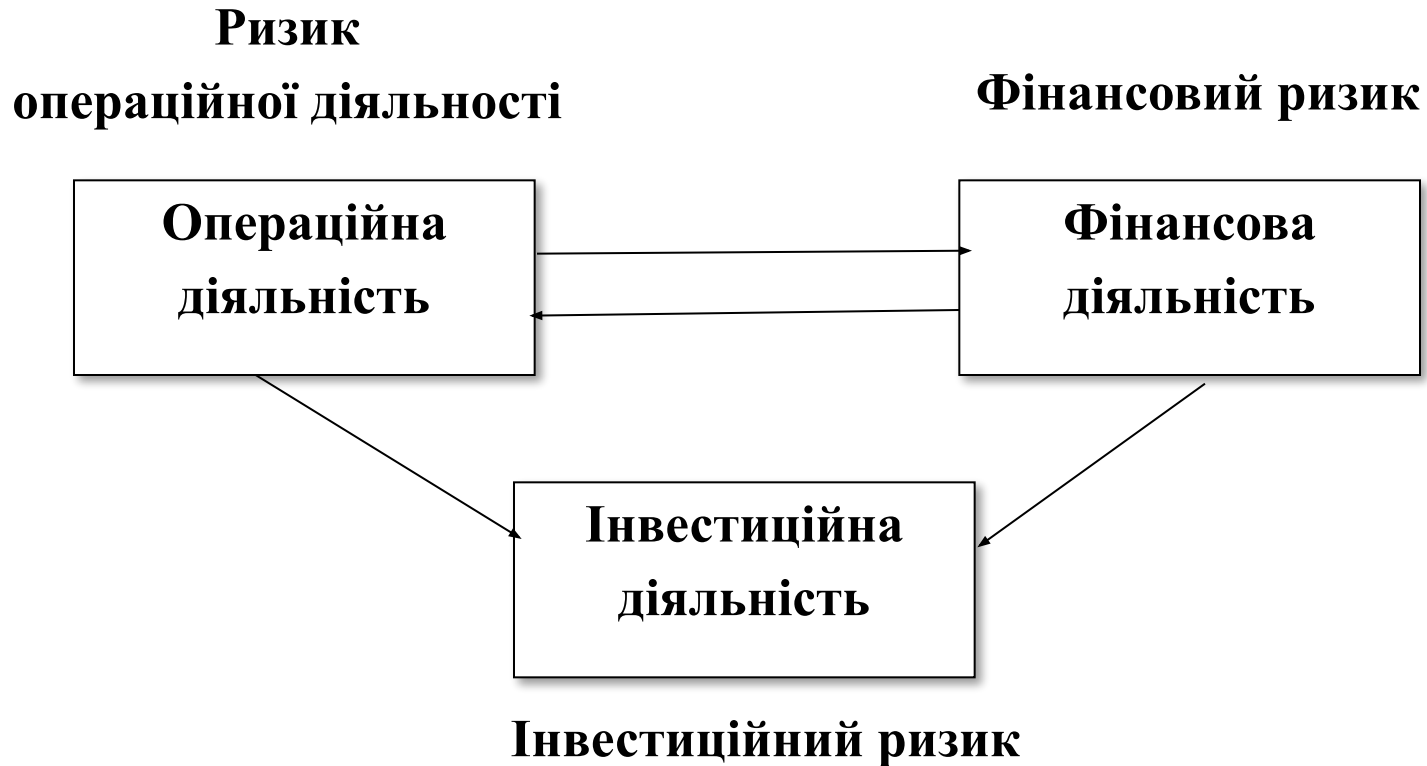 Ризик
операційної діяльності
Фінансовий ризик
Операційна
діяльність
Фінансова
діяльність
Інвестиційна
діяльність
Інвестиційний ризик